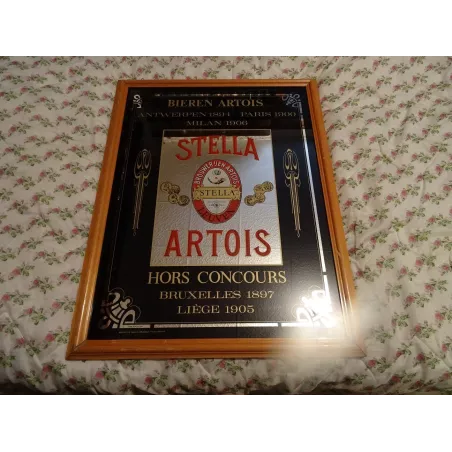 BIEREN ARTOIS
ANTWERPEN 1894 PARIS 1900
MILAN 1906
STELLA
STELLA
ARTOIS
HORS CONCOURS
BRUXELLES 1897
LIÈGE 1905